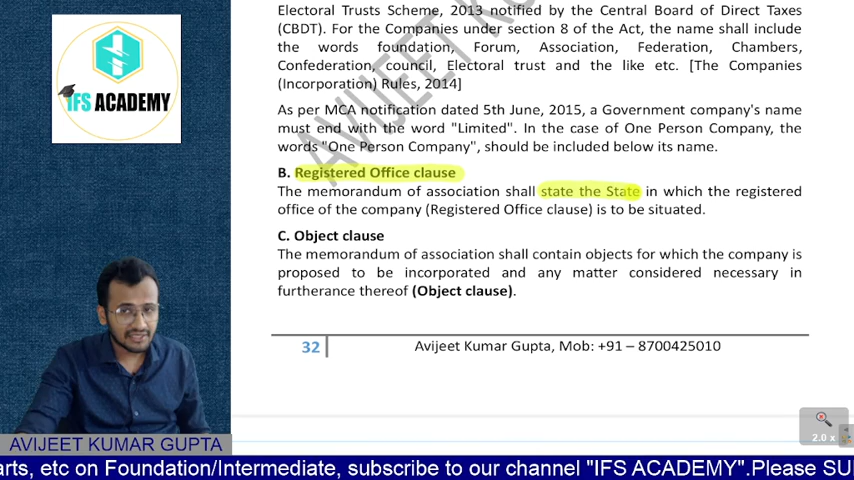 Electoral Trusts Scheme, 2013 notified by the Central Board of Direct Taxes
(CBDT). For the Companies under section 8 of the Act, the name shall include
the words foundation, Forum, Association, Federation, Chambers,
Confederation, council, Electoral trust and the like etc. [The Companies
(Incorporation) Rules, 2014]
As per MCA notification dated 5th June, 2015, a Government company's name
must end with the word "Limited". In the case of One Person Company, the
words "One Person Company", should be included below its name.
B. Registered Office clause
The memorandum of association shall state the State in which the registered
office of the company (Registered Office clause) is to be situated.
C. Object clause
The memorandum of association shall contain objects for which the company is
proposed to be incorporated and any matter considered necessary in
furtherance thereof (Object clause).
32
Avijeet Kumar Gupta, Mob: +91 – 8700425010
IFS ACADEMY
AVIJEET KU
2.0 x
AVIJEET KUMAR GUPTA
arts, etc on Foundation/Intermediate, subscribe to our channel "IFS ACADEMY".Please SU